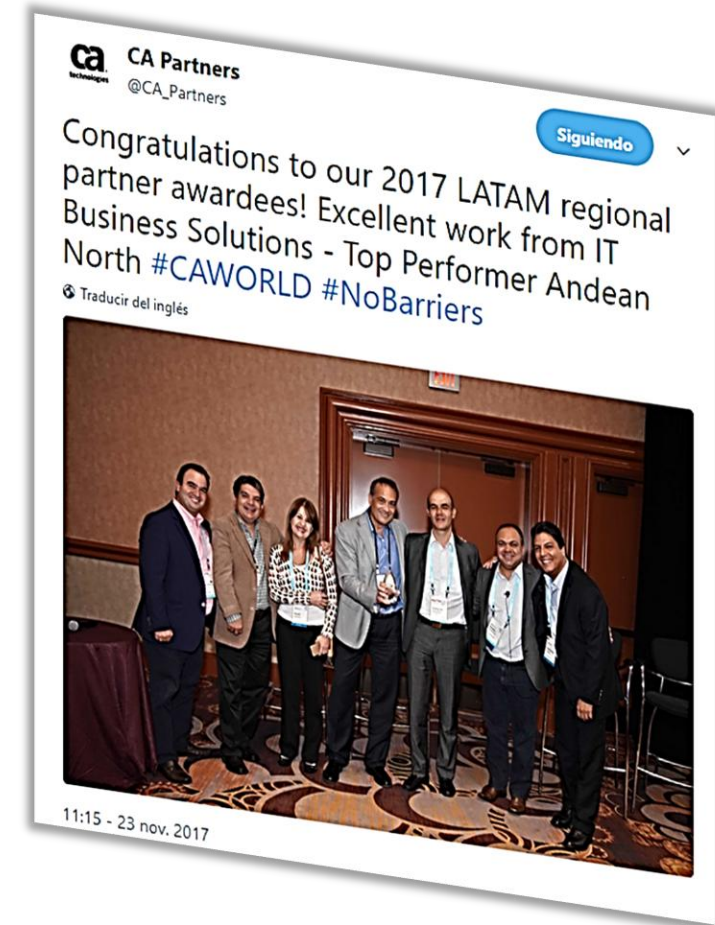 ca
technologies
CA Partners
@CA_Partners
Siguiendo
Congratulations to our 2017 LATAM regional
partner awardees! Excellent work from IT
Business Solutions - Top Performer Andean
North #CAWORLD #NoBarriers
Traducir del inglés
11:15 - 23 nov. 2017